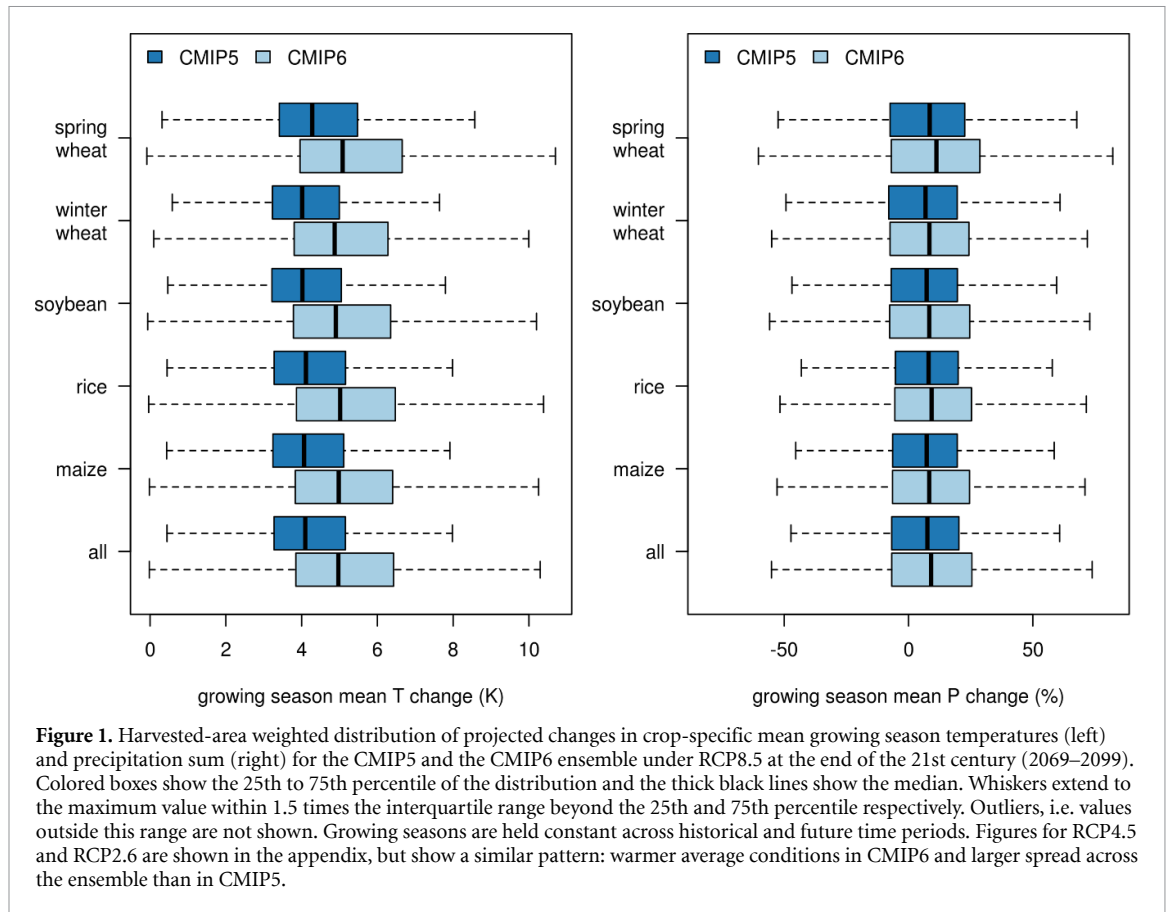 CMIP5 CMIP6
spring
wheat
winter
wheat
soybean
rice
maize
all
0 2 4 6 8 10
growing season mean T change (K)
CMIP5 CMIP6
spring
wheat
winter
wheat
soybean
rice
maize
all
-50 0 50
growing season mean P change (%)
Figure 1. Harvested-area weighted distribution of projected changes in crop-specific mean growing season temperatures (left)
and precipitation sum (right) for the CMIP5 and the CMIP6 ensemble under RCP8.5 at the end of the 21st century (2069–2099).
Colored boxes show the 25th to 75th percentile of the distribution and the thick black lines show the median. Whiskers extend to
the maximum value within 1.5 times the interquartile range beyond the 25th and 75th percentile respectively. Outliers, i.e. values
outside this range are not shown. Growing seasons are held constant across historical and future time periods. Figures for RCP4.5
and RCP2.6 are shown in the appendix, but show a similar pattern: warmer average conditions in CMIP6 and larger spread across
the ensemble than in CMIP5.